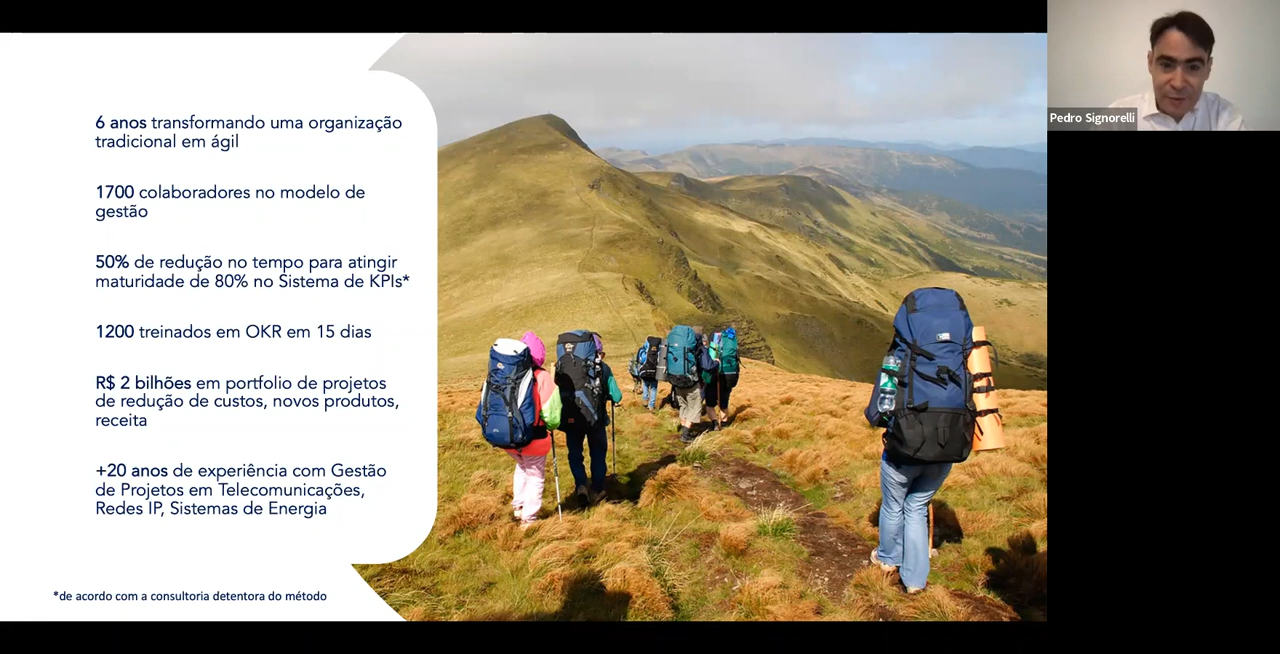 6 anos transformando uma organização
tradicional em ágil
1700 colaboradores no modelo de
gestão
50% de redução no tempo para atingir
maturidade de 80% no Sistema de KPIs*
1200 treinados em OKR em 15 dias
R$ 2 bilhões em portfolio de projetos
de redução de custos, novos produtos,
receita
+20 anos de experiência com Gestão
de Projetos em Telecomunicações,
Redes IP, Sistemas de Energia
*de acordo com a consultoria detentora do método
Pedro Signorelli